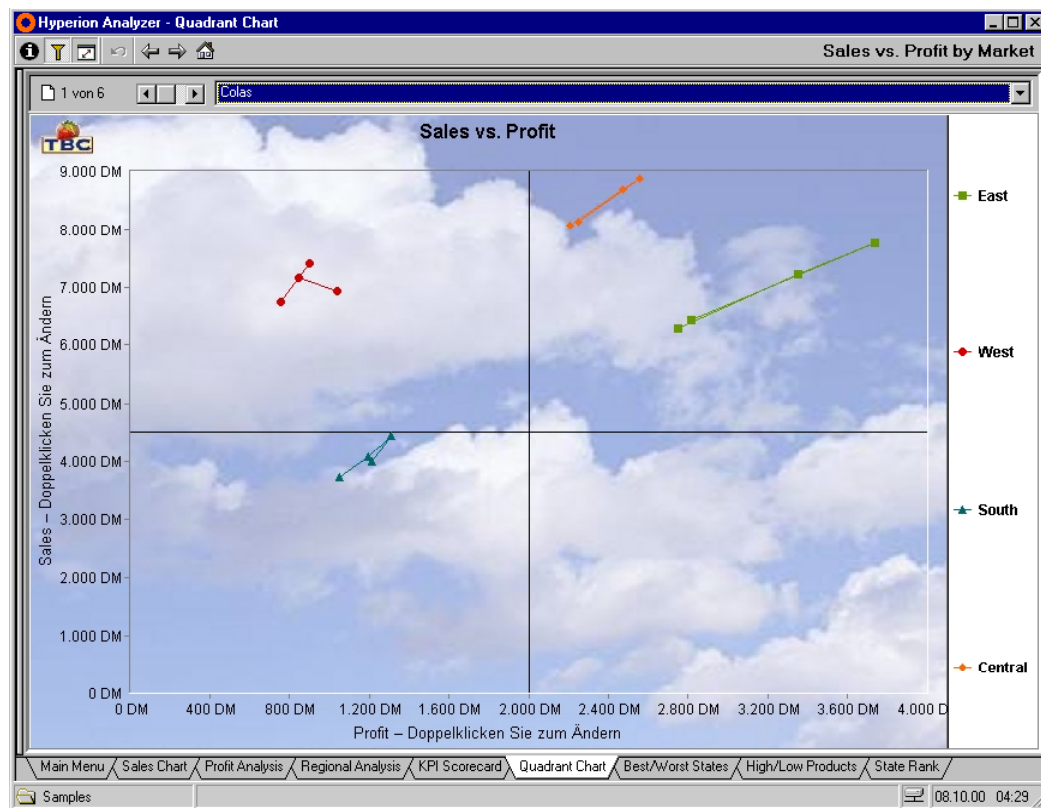 Hyperion Analyzer - Quadrant Chart
Sales vs. Profit by Market
1 von 6
Colas
TBC
Sales vs. Profit
9.000 DM
8.000 DM
7.000 DM
6.000 DM
5.000 DM
4.000 DM
3.000 DM
2.000 DM
1.000 DM
0 DM
Sales – Doppelklicken Sie zum Ändern
0 DM 400 DM 800 DM 1.200 DM 1.600 DM 2.000 DM 2.400 DM 2.800 DM 3.200 DM 3.600 DM 4.000 D
Profit – Doppelklicken Sie zum Ändern
East
West
South
Central
Main Menu Sales Chart Profit Analysis Regional Analysis KPI Scorecard Quadrant Chart Best/Worst States High/Low Products State Rank
Samples 08.10.00 04:29